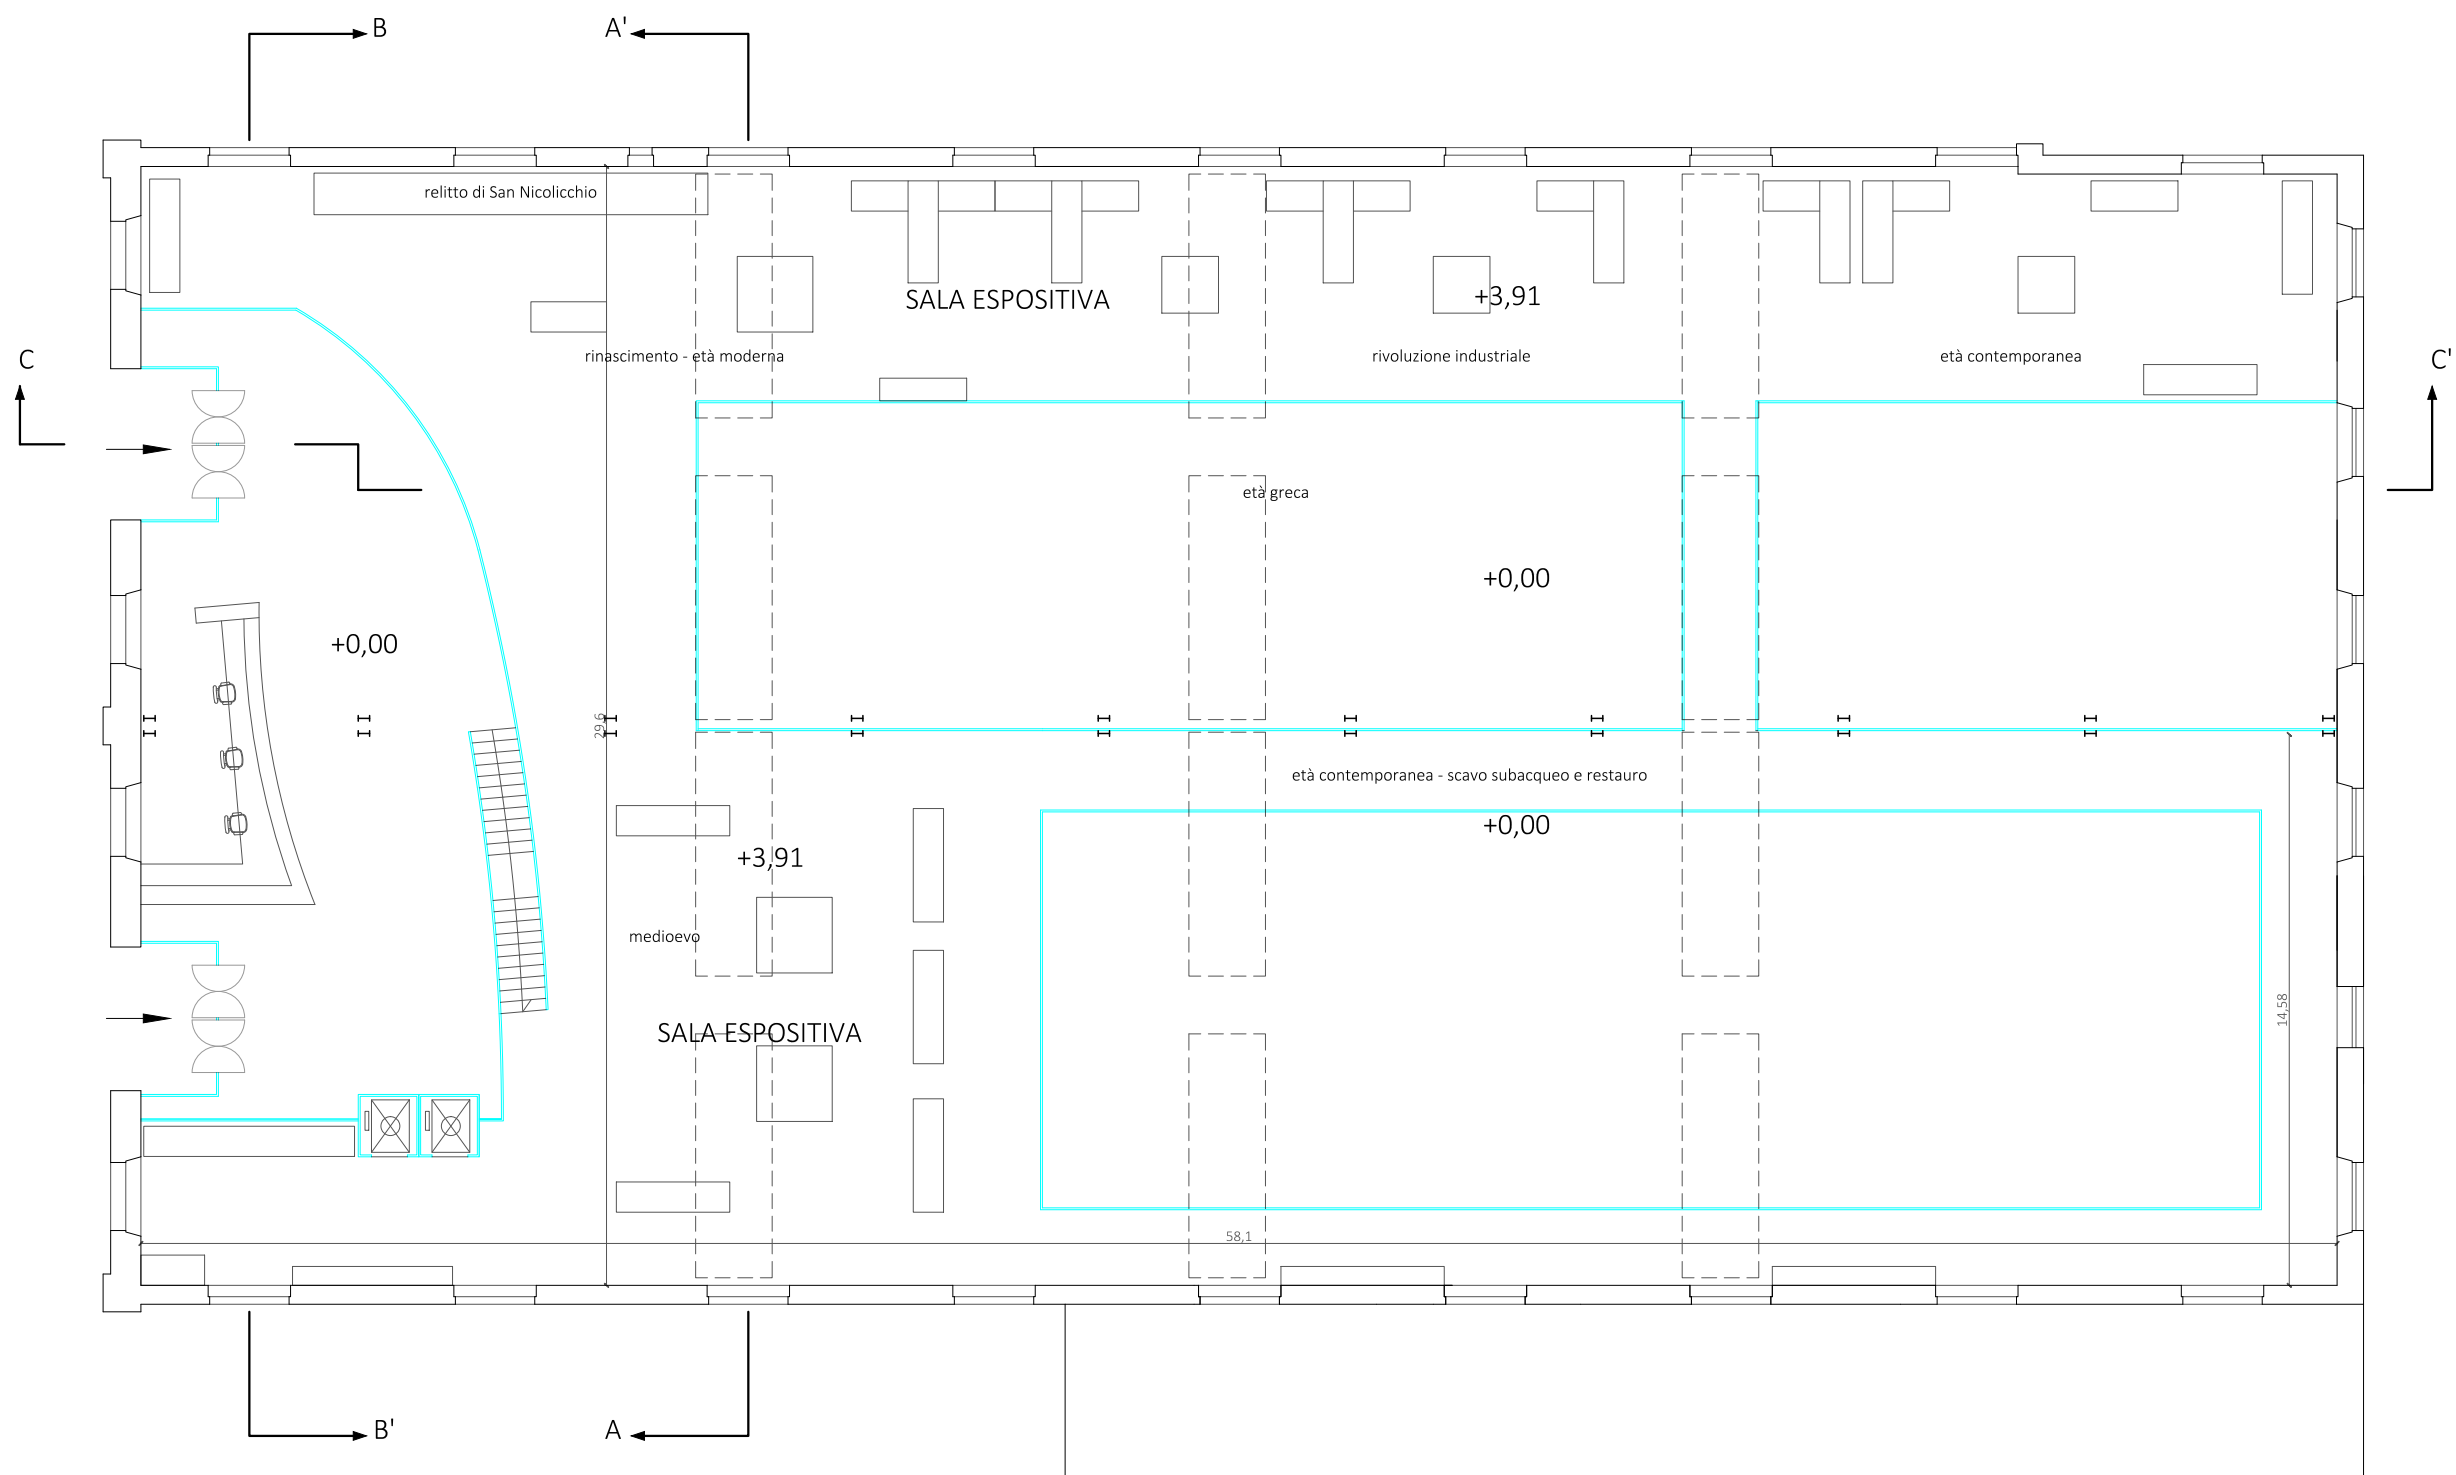 B
A'
relitto di San Nicolicchio
SALA ESPOSITIVA
+3,91
rinascimento - età moderna
rivoluzione industriale
età contemporanea
C
C'
età greca
+0,00
+0,00
29,6
età contemporanea - scavo subacqueo e restauro
+0,00
+3,91
medioevo
SALA ESPOSITIVA
14,58
58,1
B'
A